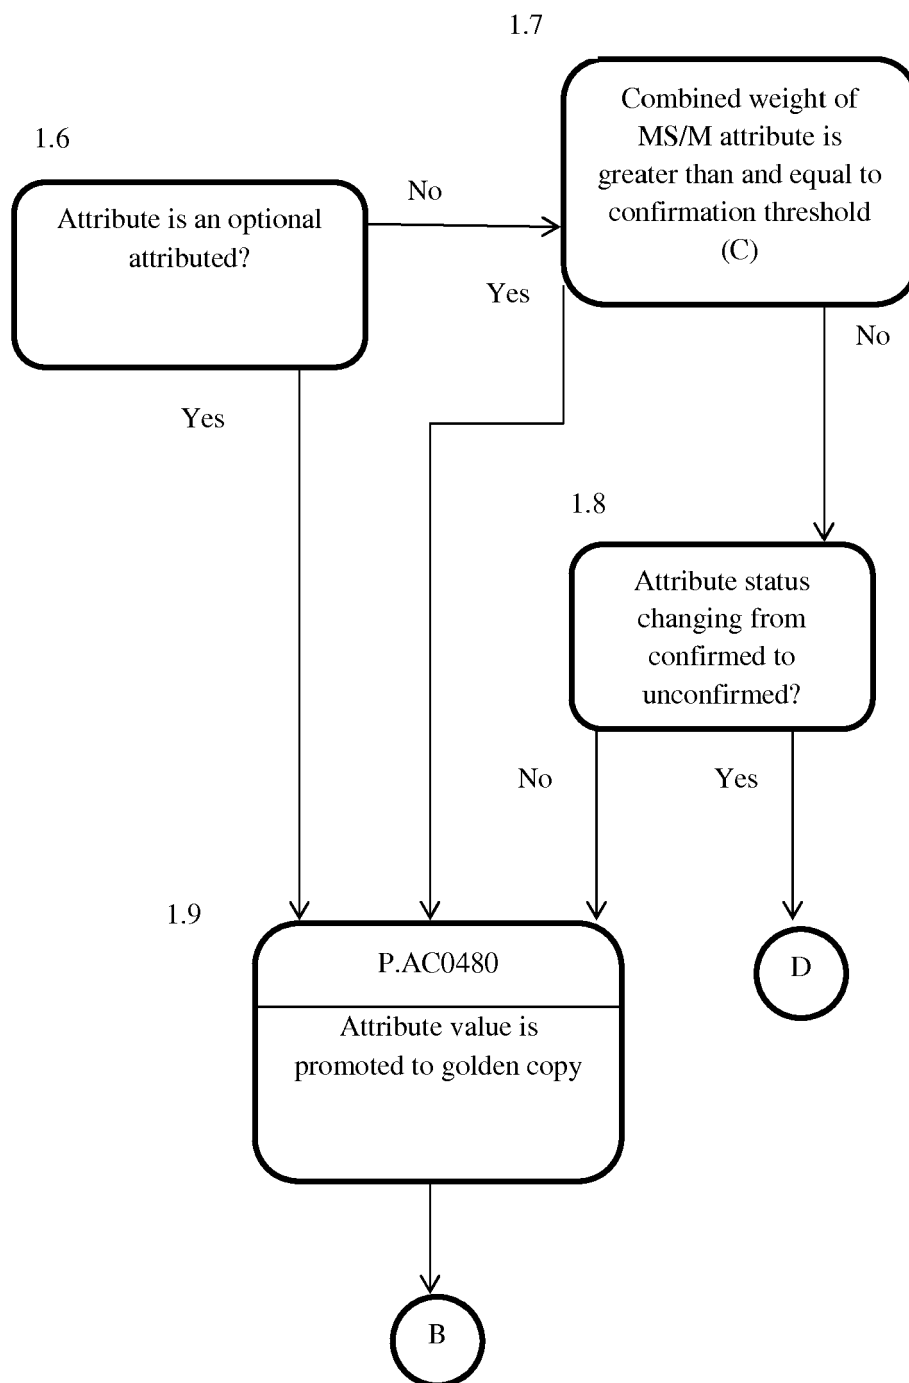 1.7
Combined weight of
MS/M attribute is
greater than and equal to
confirmation threshold
(C)
1.6
Attribute is an optional
attributed?
No
Yes
No
Yes
1.8
Attribute status
changing from
confirmed to
unconfirmed?
No
Yes
1.9
P.AC0480
Attribute value is
promoted to golden copy
D
B